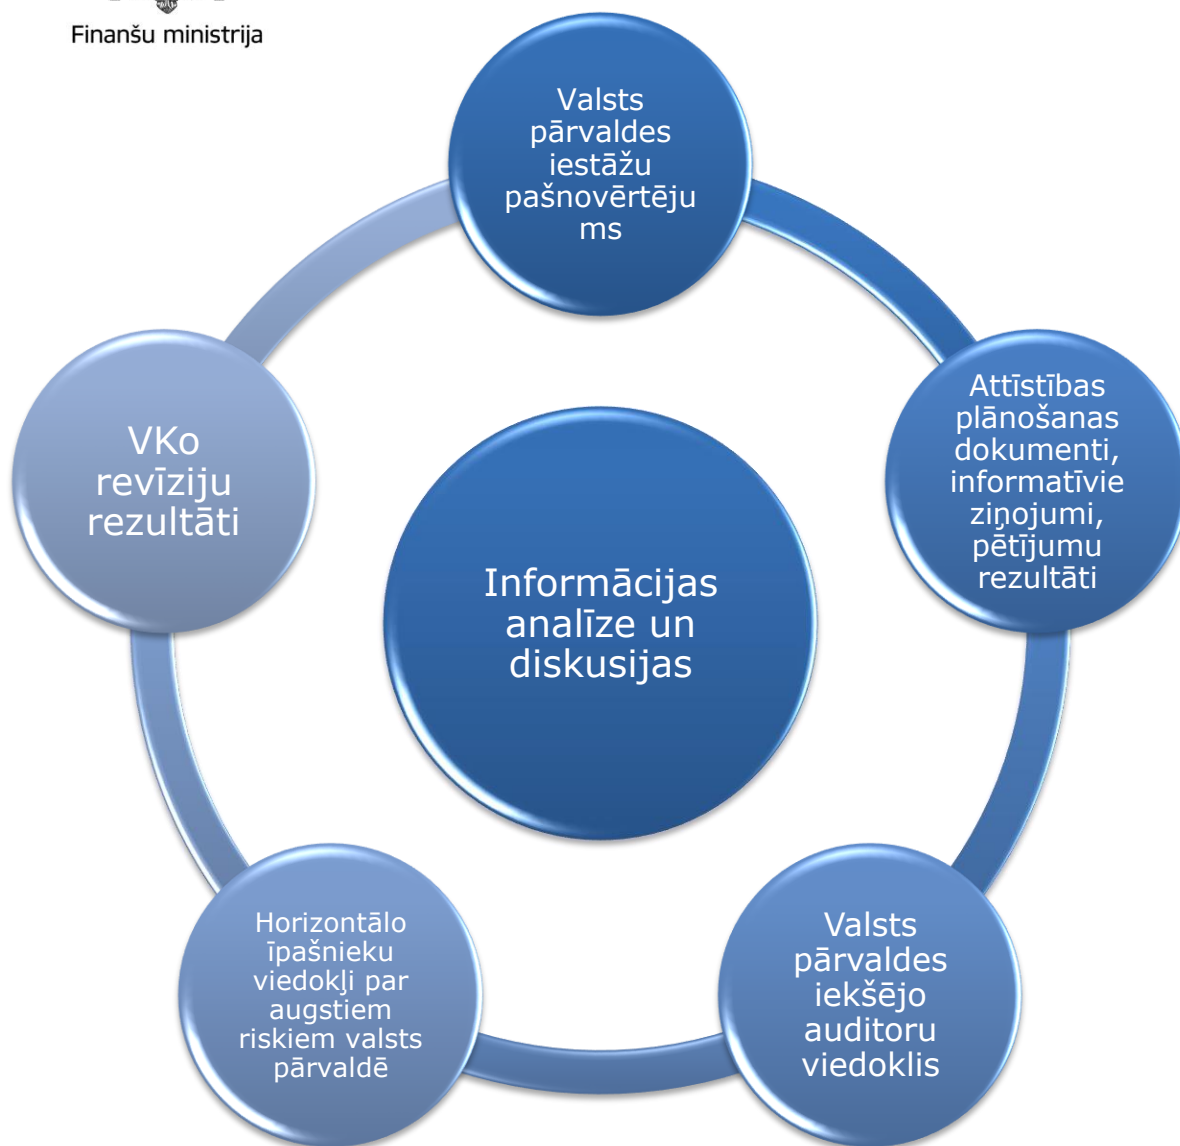 Finanšu ministrija
Valsts
pārvaldes
iestāžu
pašnovērtēju
ms
Attīstības
plānošanas
dokumenti,
informatīvie
ziņojumi,
pētījumu
rezultāti
VKo
revīziju
rezultāti
Informācijas
analīze un
diskusijas
Horizontālo
īpašnieku
viedokļi par
augstiem
riskiem valsts
pārvaldē
Valsts
pārvaldes
iekšējo
auditoru
viedoklis